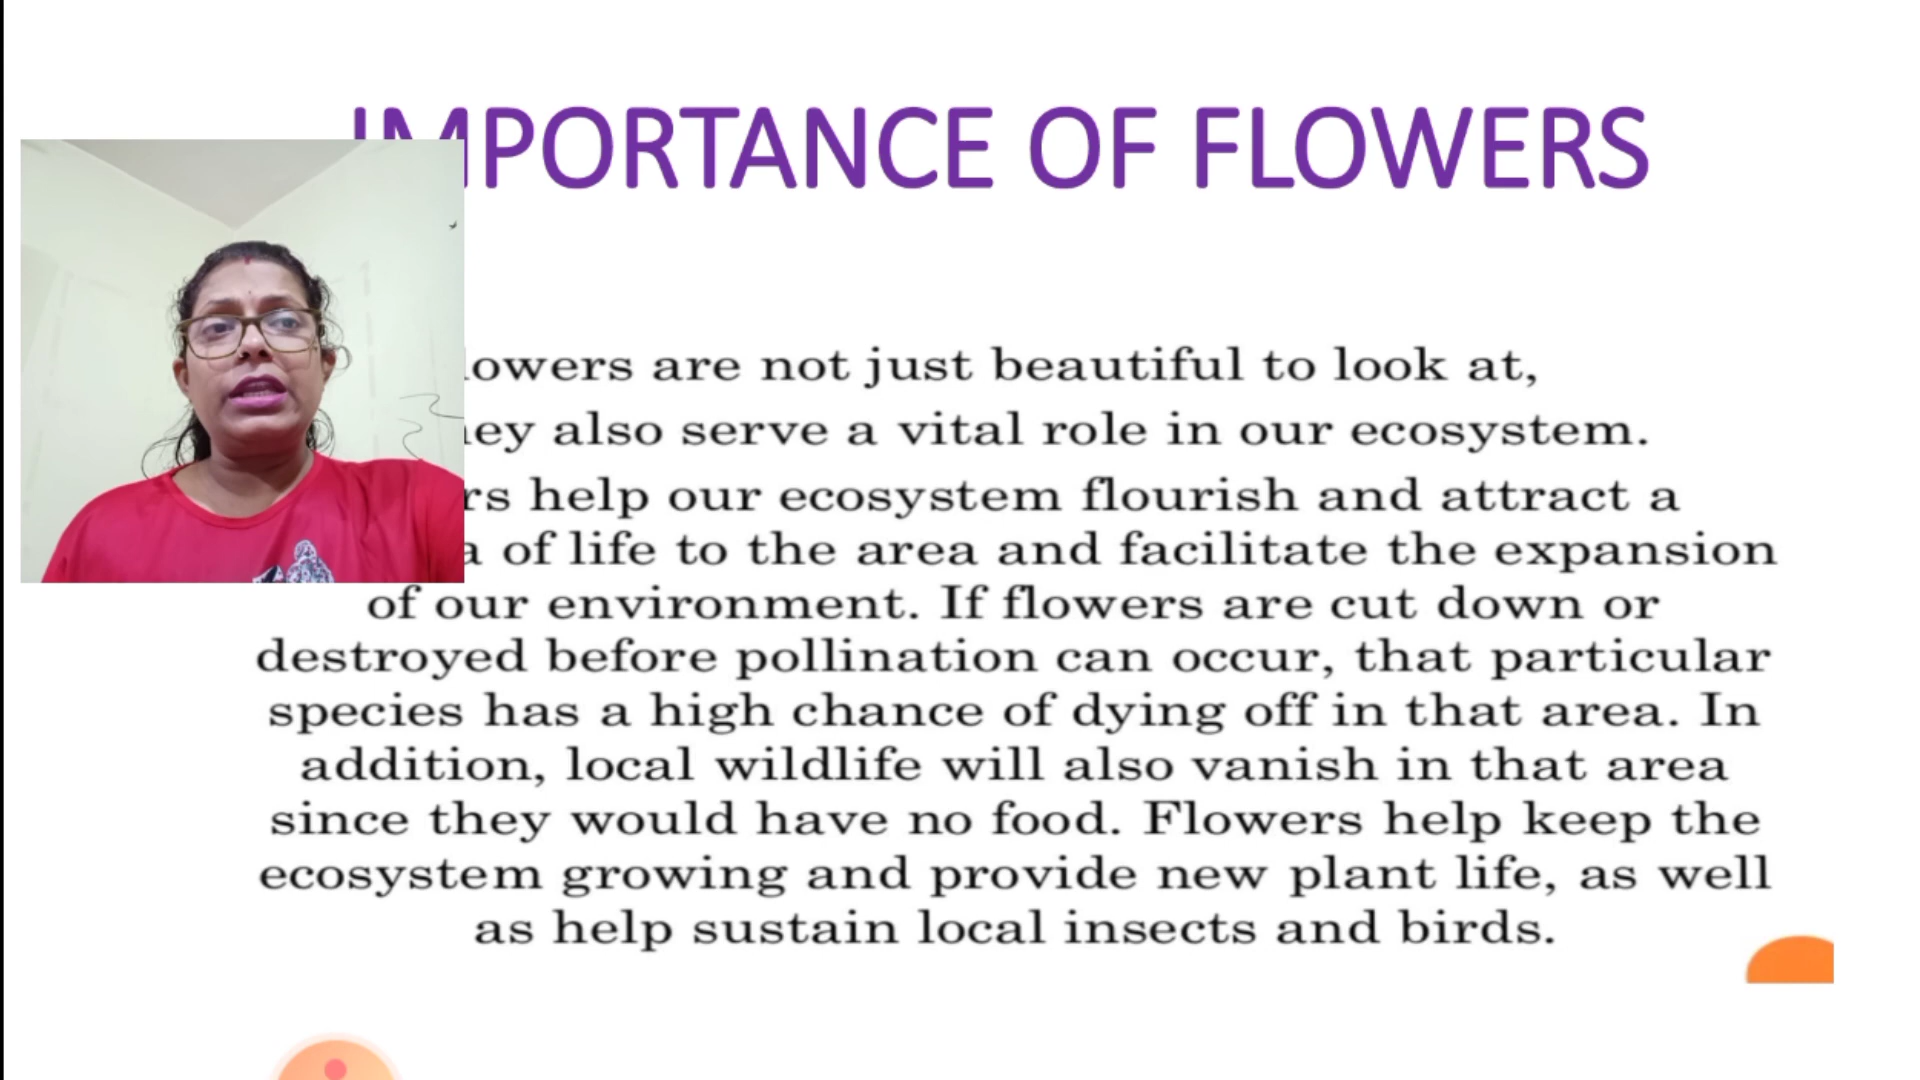 IMPORTANCE OF FLOWERS
are not just beautiful to look at,
also serve a vital role in our ecosystem.
help our ecosystem flourish and attract a
of life to the area and facilitate the expansion
of our environment. If flowers are cut down or
destroyed before pollination can occur, that particular
species has a high chance of dying off in that area. In
addition, local wildlife will also vanish in that area
since they would have no food. Flowers help keep the
ecosystem growing and provide new plant life, as well
as help sustain local insects and birds.